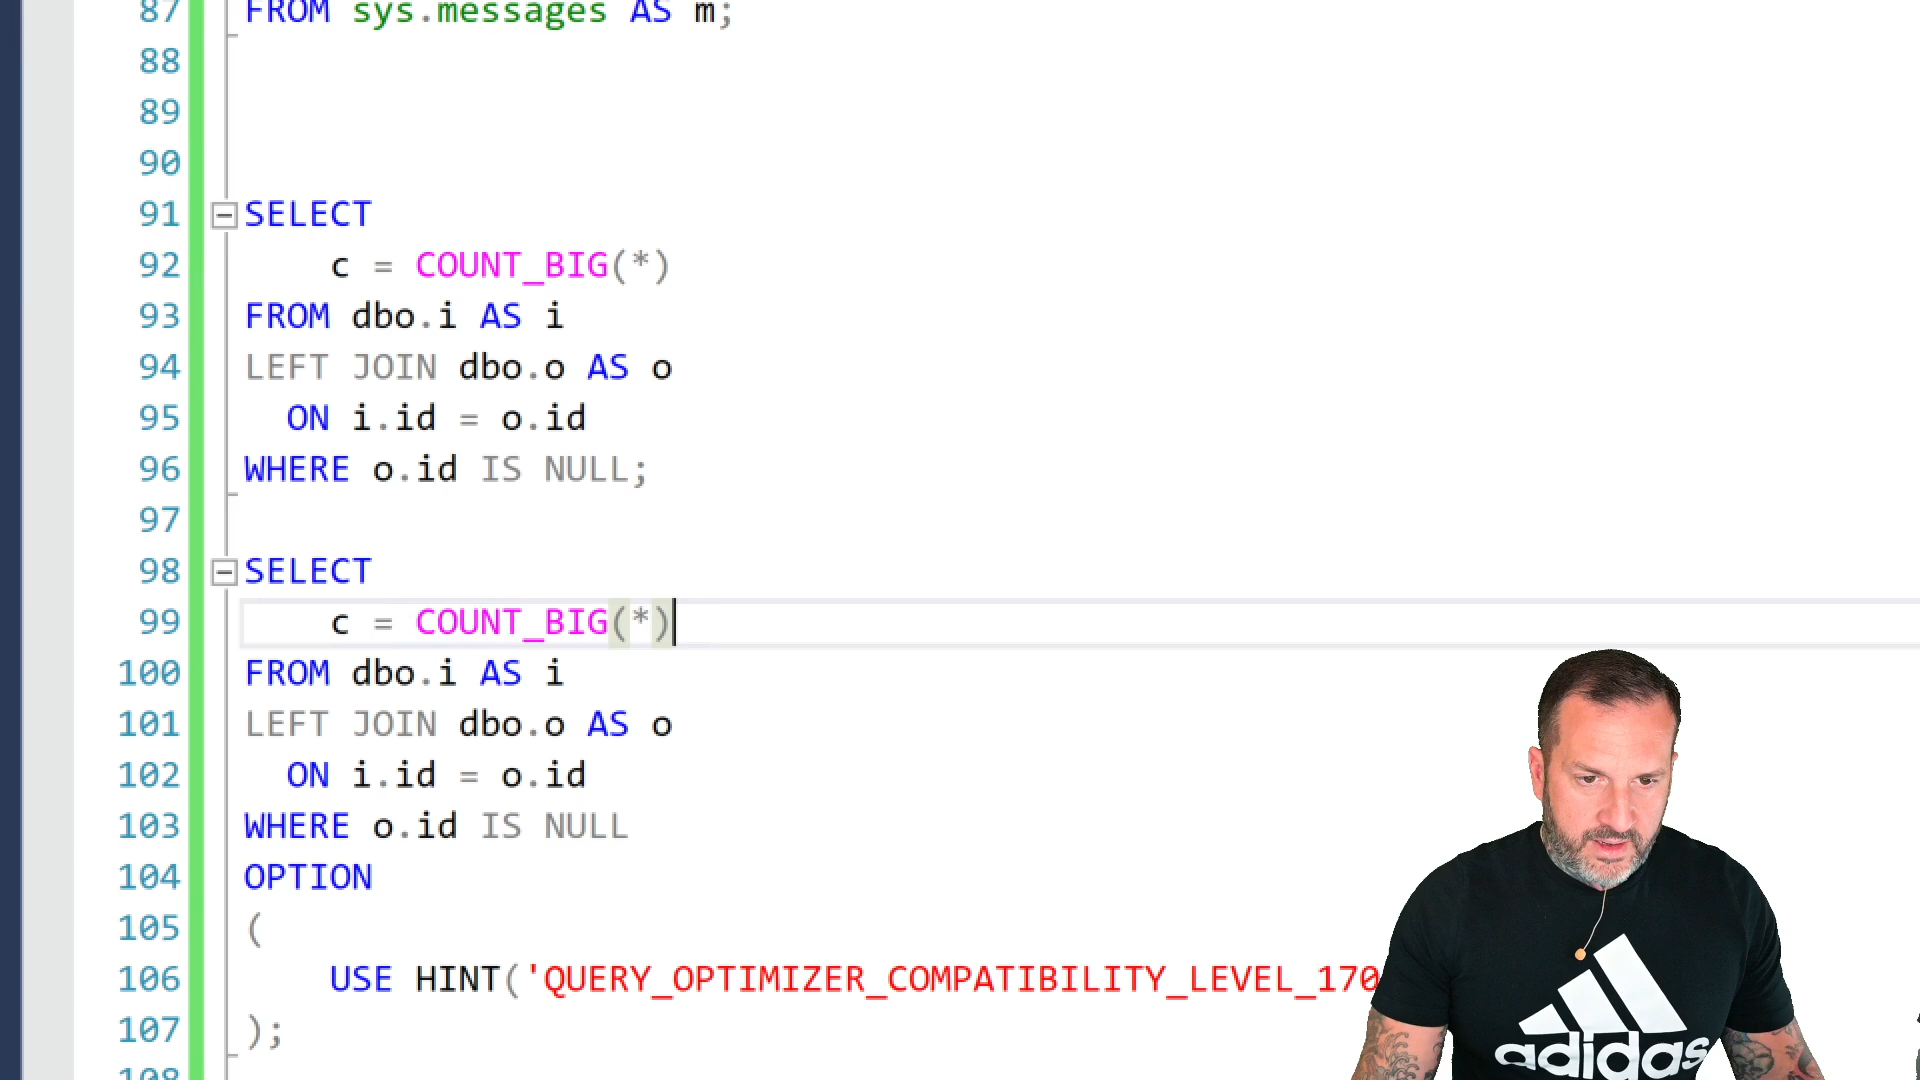 87 FROM sys.messages AS m;
88
89
90
91 SELECT
92 c = COUNT_BIG(*)
93 FROM dbo.i AS i
94 LEFT JOIN dbo.o AS o
95 ON i.id = o.id
96 WHERE o.id IS NULL;
97
98 SELECT
99 c = COUNT_BIG(*)
100 FROM dbo.i AS i
101 LEFT JOIN dbo.o AS o
102 ON i.id = o.id
103 WHERE o.id IS NULL
104 OPTION
105 (
106 USE HINT('QUERY_OPTIMIZER_COMPATIBILITY_LEVEL_170
107 );
108
adidas